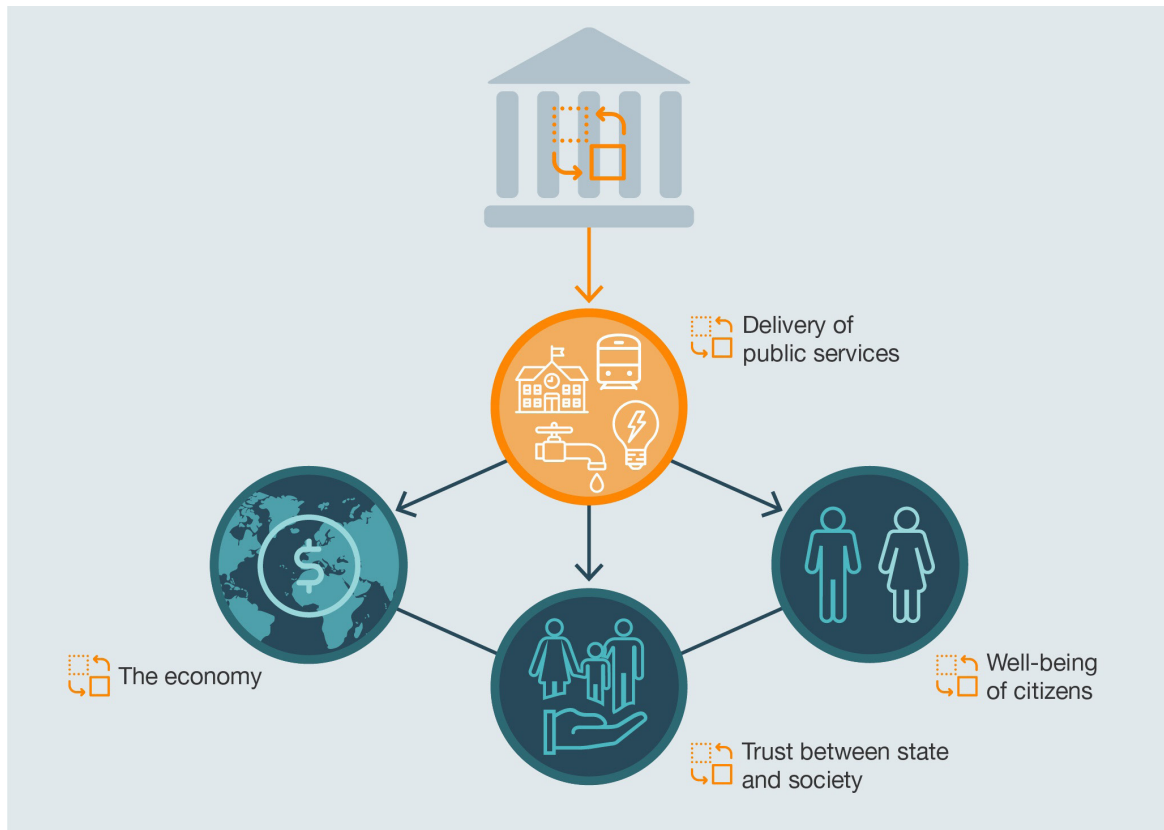 Delivery of
public services
$
The economy
Well-being
of citizens
Trust between state
and society